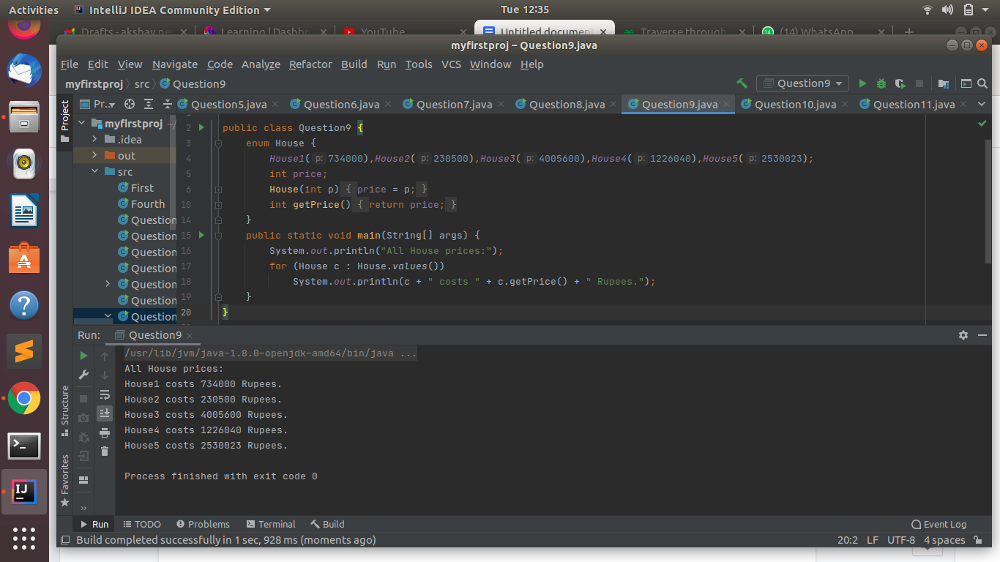 Activities IntelliJ IDEA Community Edition Tue 12:35
Drafts - akshay.ne Learning | Dashbo YouTube Untitled document Traverse through (14) WhatsApp
myfirstproj – Question9.java
File Edit View Navigate Code Analyze Refactor Build Run Tools VCS Window Help
myfirstproj src Question9 Question9
Project Pr... Question5.java Question6.java Question7.java Question8.java Question9.java Question10.java Question11.java
myfirstproj ~/
.idea
out
src
First
Fourth
Question
Question
Question
Question
Question
Question
Question
2 public class Question9 {
3 enum House {
4 House1( p: 734000),House2( p: 230500),House3( p: 4005600),House4( p: 1226040),House5( p: 2530023);
5 int price;
6 House(int p) { price = p; }
10 int getPrice() { return price; }
14 }
15 public static void main(String[] args) {
16 System.out.println("All House prices:");
17 for (House c : House.values())
18 System.out.println(c + " costs " + c.getPrice() + " Rupees.");
19 }
20 }
Run: Question9
/usr/lib/jvm/java-1.8.0-openjdk-amd64/bin/java ...
All House prices:
House1 costs 734000 Rupees.
House2 costs 230500 Rupees.
House3 costs 4005600 Rupees.
House4 costs 1226040 Rupees.
House5 costs 2530023 Rupees.
Process finished with exit code 0
Structure
Favorites
Run TODO Problems Terminal Build Event Log
Build completed successfully in 1 sec, 928 ms (moments ago) 20:2 LF UTF-8 4 spaces